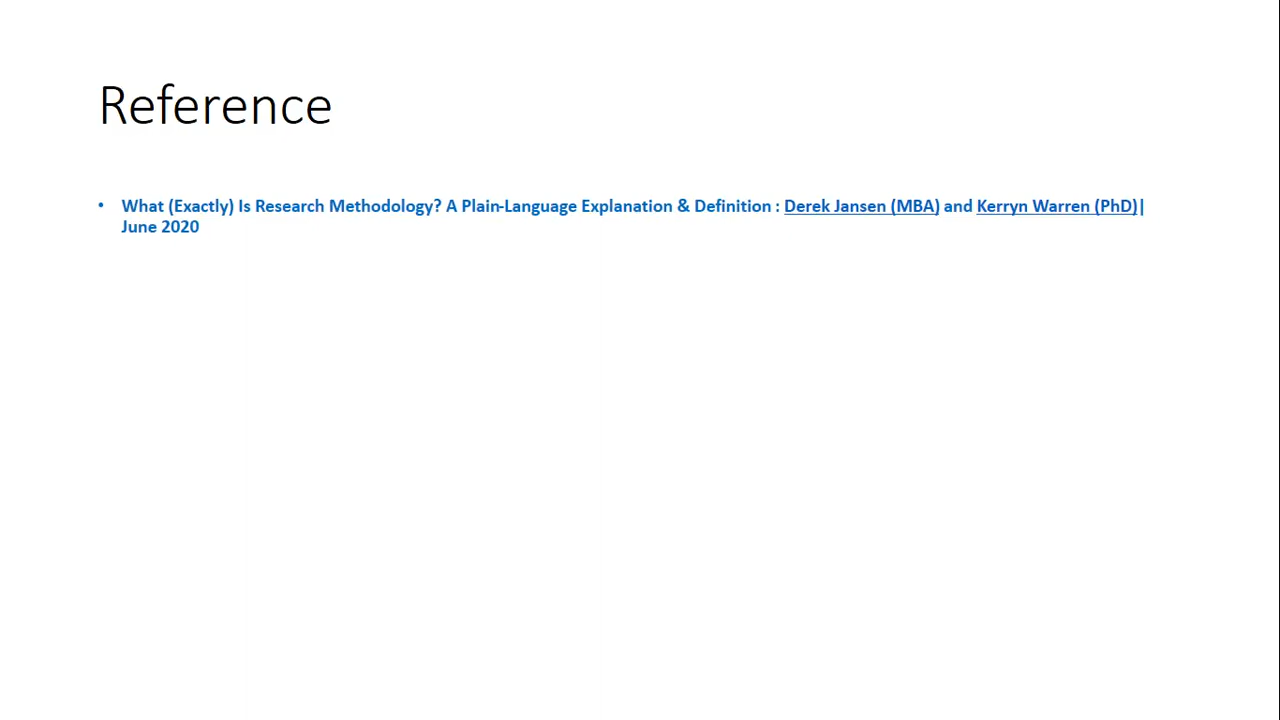 Reference
• What (Exactly) Is Research Methodology? A Plain-Language Explanation & Definition : Derek Jansen (MBA) and Kerryn Warren (PhD)|
June 2020